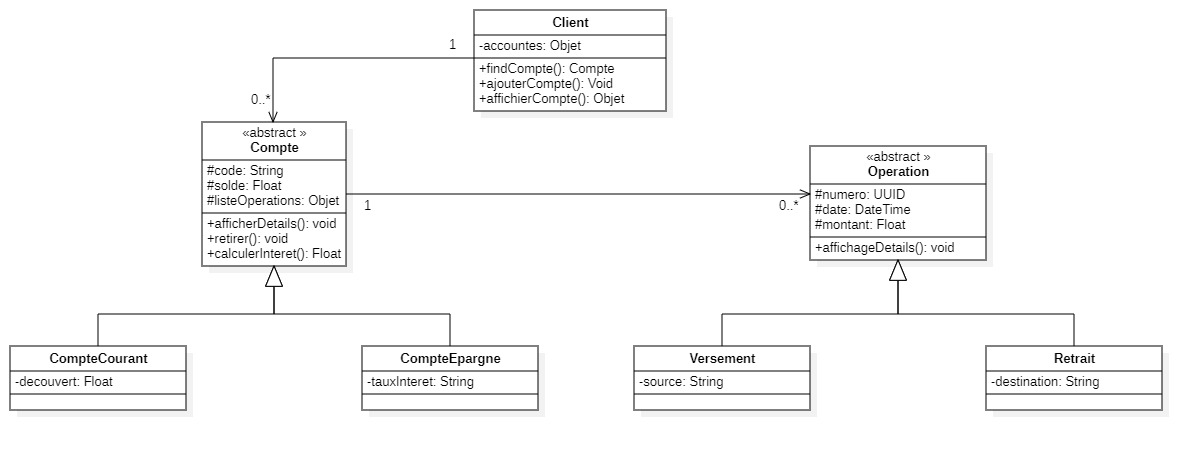 Client
-accountes: Objet
+findCompte(): Compte
+ajouterCompte(): Void
+affichierCompte(): Objet
1
0..*
«abstract »
Compte
#code: String
#solde: Float
#listeOperations: Objet
+afficherDetails(): void
+retirer(): void
+calculerInteret(): Float
1
0..*
«abstract »
Operation
#numero: UUID
#date: DateTime
#montant: Float
+affichageDetails(): void
CompteCourant
-decouvert: Float
CompteEpargne
-tauxInteret: String
Versement
-source: String
Retrait
-destination: String